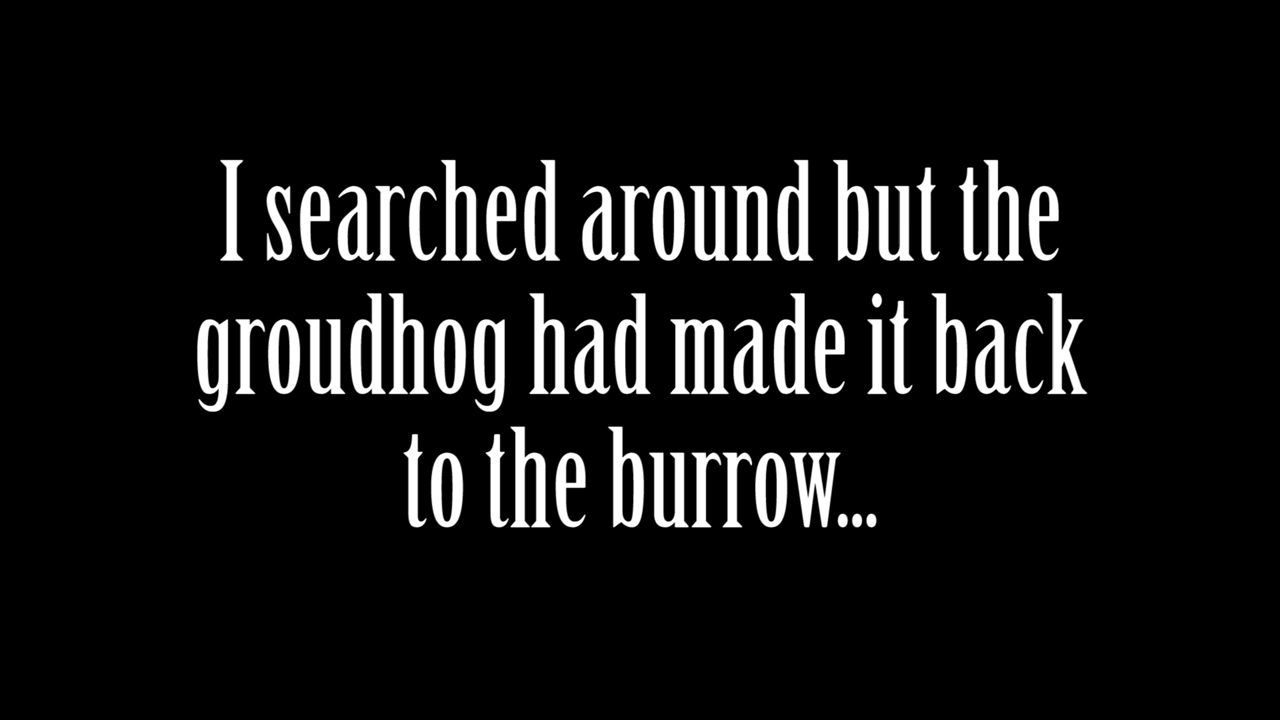 I searched around but the
groudhog had made it back
to the burrow...